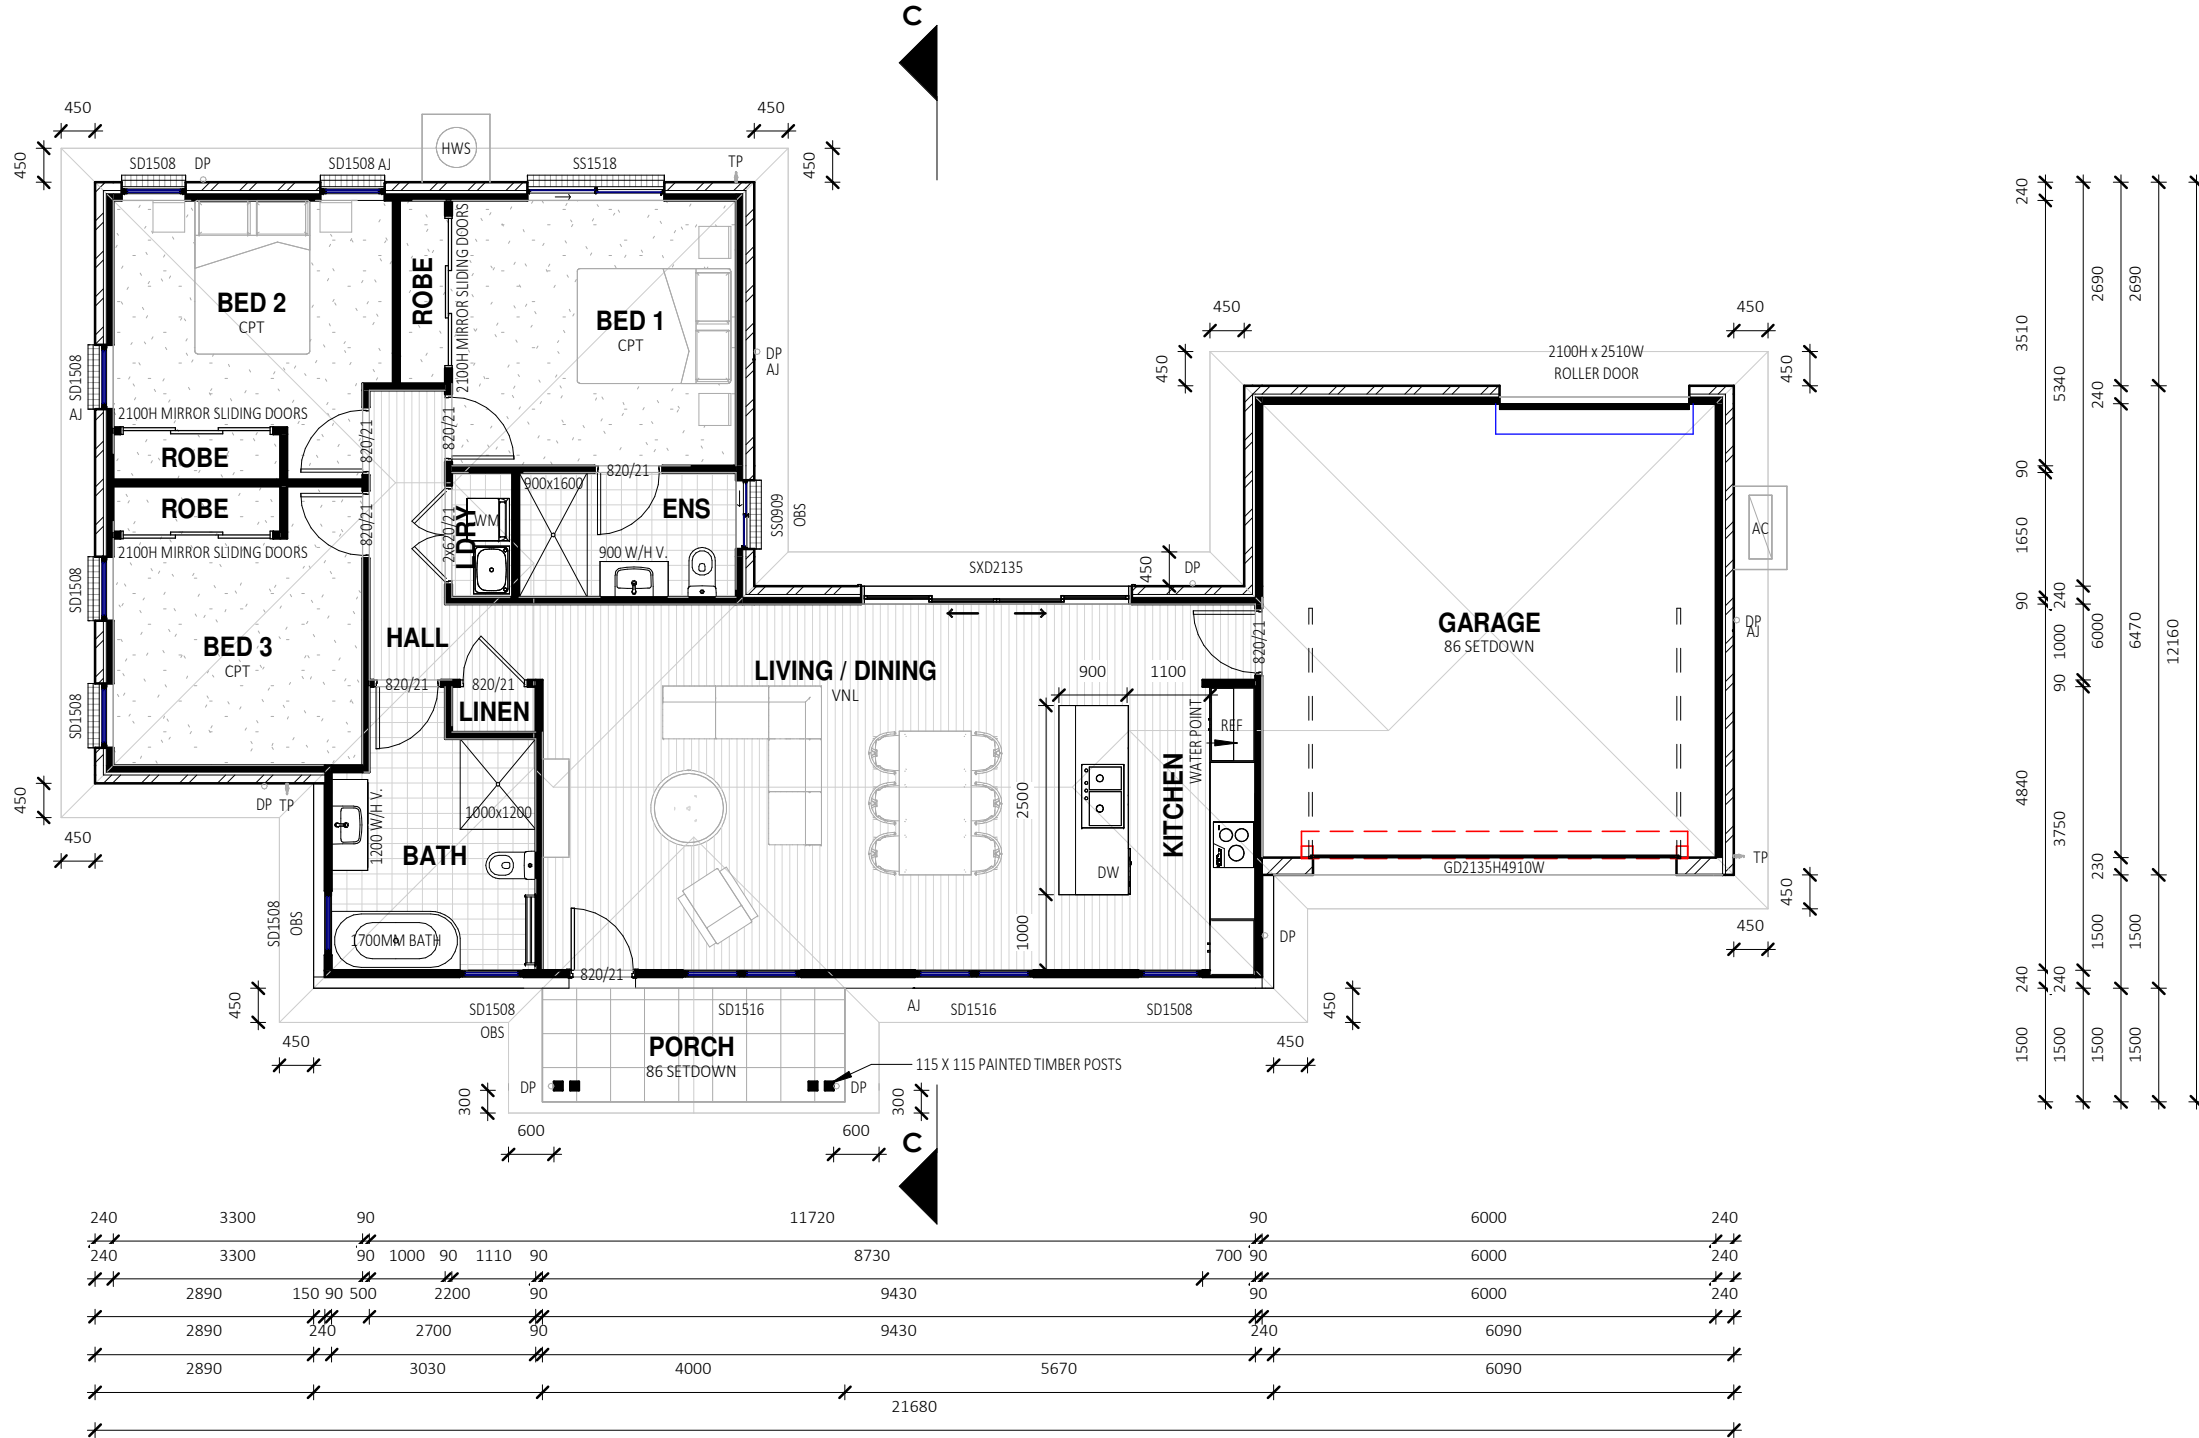 C
450
450
450
450
HWS
SD1508
DP
SD1508 AJ
SS1518
TP
BED 2
CPT
ROBE
2100H MIRROR SLIDING DOORS
BED 1
CPT
DP
AJ
SD1508
AJ
2100H MIRROR SLIDING DOORS
ROBE
820/21
820/21
820/21
ROBE
2100H MIRROR SLIDING DOORS
820/21
2x620/21
LDRY
WM
900x1600
ENS
900 W/H V.
SS0909
OBS
450
450
450
450
2100H x 2510W
ROLLER DOOR
AC
SXD2135
450
DP
SD1508
BED 3
CPT
SD1508
HALL
820/21
820/21
LINEN
LIVING / DINING
VNL
900
1100
820/21
GARAGE
86 SETDOWN
DP
AJ
WATER POINT
REF
KITCHEN
2500
1000
DW
GD2135H4910W
TP
450
450
DP
TP
450
450
1200 W/H V.
1000x1200
BATH
1700MM BATH
SD1508
OBS
DP
820/21
450
450
SD1508
OBS
SD1516
AJ
SD1516
SD1508
450
450
PORCH
86 SETDOWN
115 X 115 PAINTED TIMBER POSTS
DP
DP
300
300
600
600
C
240
3510
90
1650
90
4840
240
1500
5340
240
1000
90
3750
240
1500
2690
240
6000
230
1500
1500
2690
6470
1500
1500
12160
240 3300 90 11720 90 6000 240
240 3300 90 1000 90 1110 90 8730 700 90 6000 240
2890 150 90 500 2200 90 9430 90 6000 240
2890 240 2700 90 9430 240 6090
2890 3030 4000 5670 6090
21680